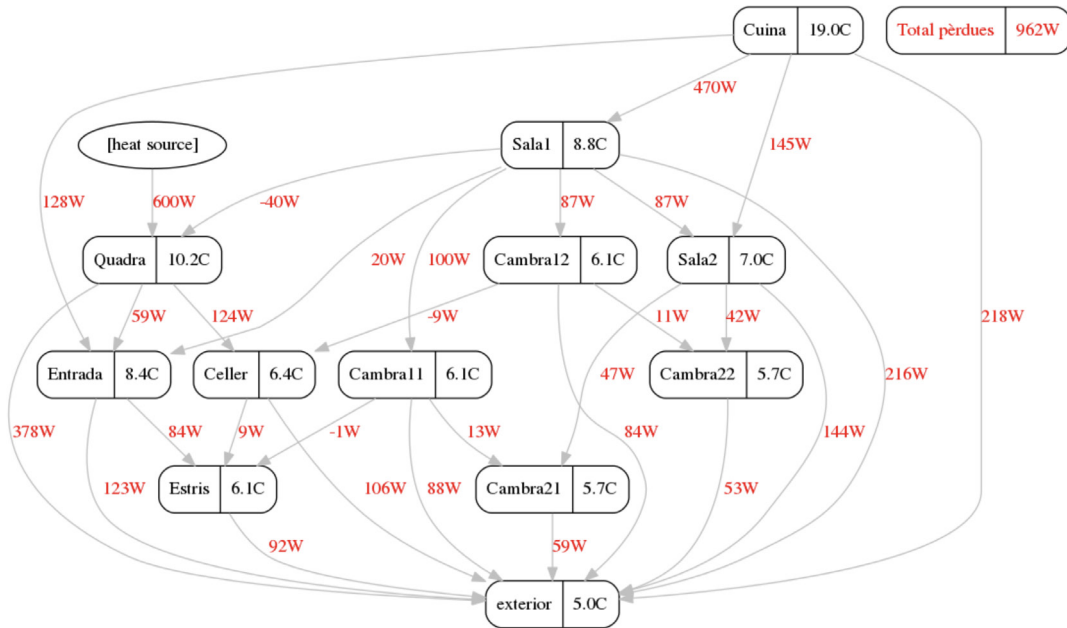 Cuina 19.0C
Total pèrdues 962W
470W
[heat source]
Sala1 8.8C
145W
128W
600W
-40W
87W
87W
Quadra 10.2C
20W
100W
Cambra12 6.1C
Sala2 7.0C
59W
124W
-9W
11W
42W
218W
Entrada 8.4C
Celler 6.4C
Cambra11 6.1C
47W
Cambra22 5.7C
216W
378W
84W
9W
-1W
13W
84W
144W
123W
Estris 6.1C
106W
88W
Cambra21 5.7C
53W
92W
59W
exterior 5.0C